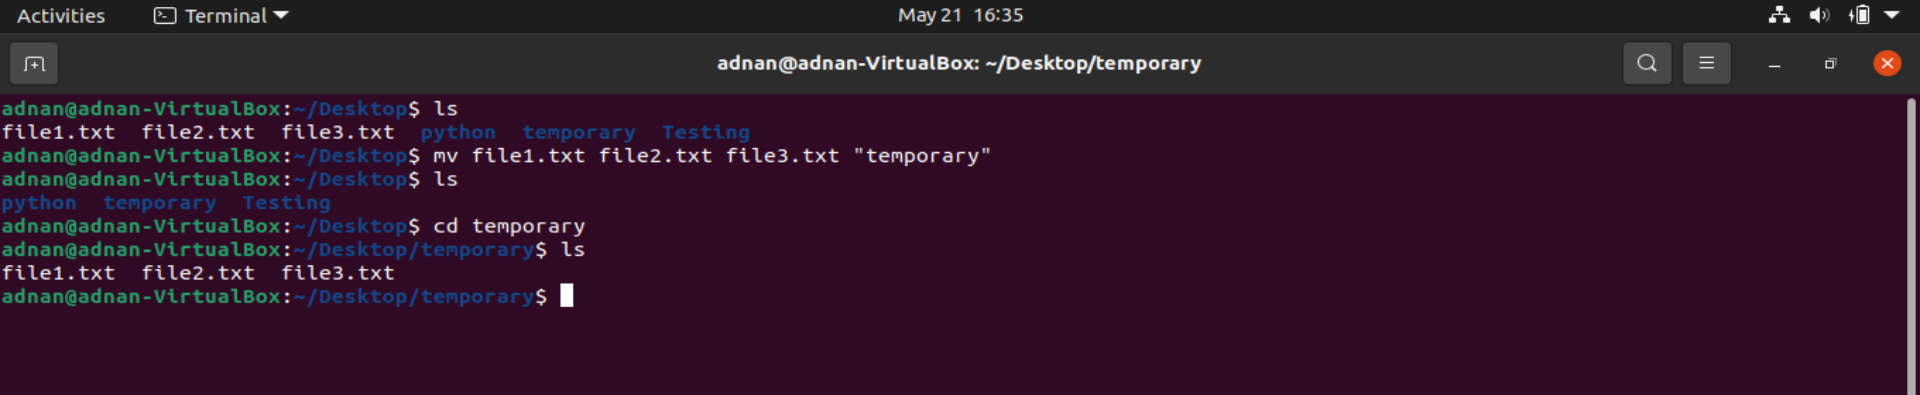 Activities Terminal May 21 16:35
adnan@adnan-VirtualBox: ~/Desktop/temporary
adnan@adnan-VirtualBox:~/Desktop$ ls
file1.txt file2.txt file3.txt python temporary Testing
adnan@adnan-VirtualBox:~/Desktop$ mv file1.txt file2.txt file3.txt "temporary"
adnan@adnan-VirtualBox:~/Desktop$ ls
python temporary Testing
adnan@adnan-VirtualBox:~/Desktop$ cd temporary
adnan@adnan-VirtualBox:~/Desktop/temporary$ ls
file1.txt file2.txt file3.txt
adnan@adnan-VirtualBox:~/Desktop/temporary$